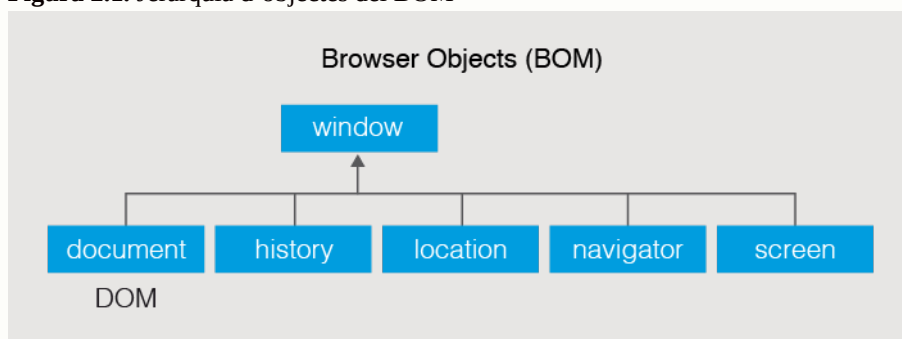 Browser Objects (BOM)
window
document history location navigator screen
DOM